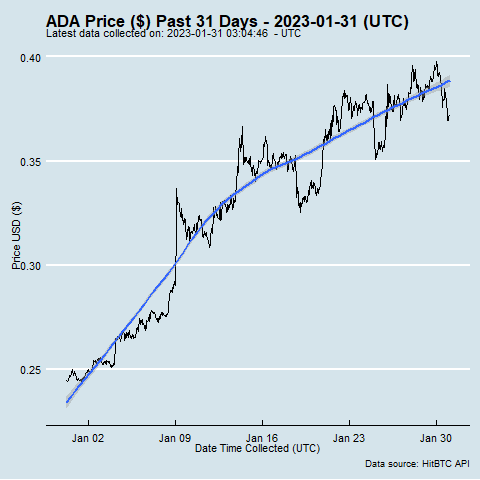 ADA Price ($) Past 31 Days - 2023-01-31 (UTC)
Latest data collected on: 2023-01-31 03:04:46 - UTC
0.40
0.35
0.30
0.25
Price USD ($)
Jan 02 Jan 09 Jan 16 Jan 23 Jan 30
Date Time Collected (UTC)
Data source: HitBTC API